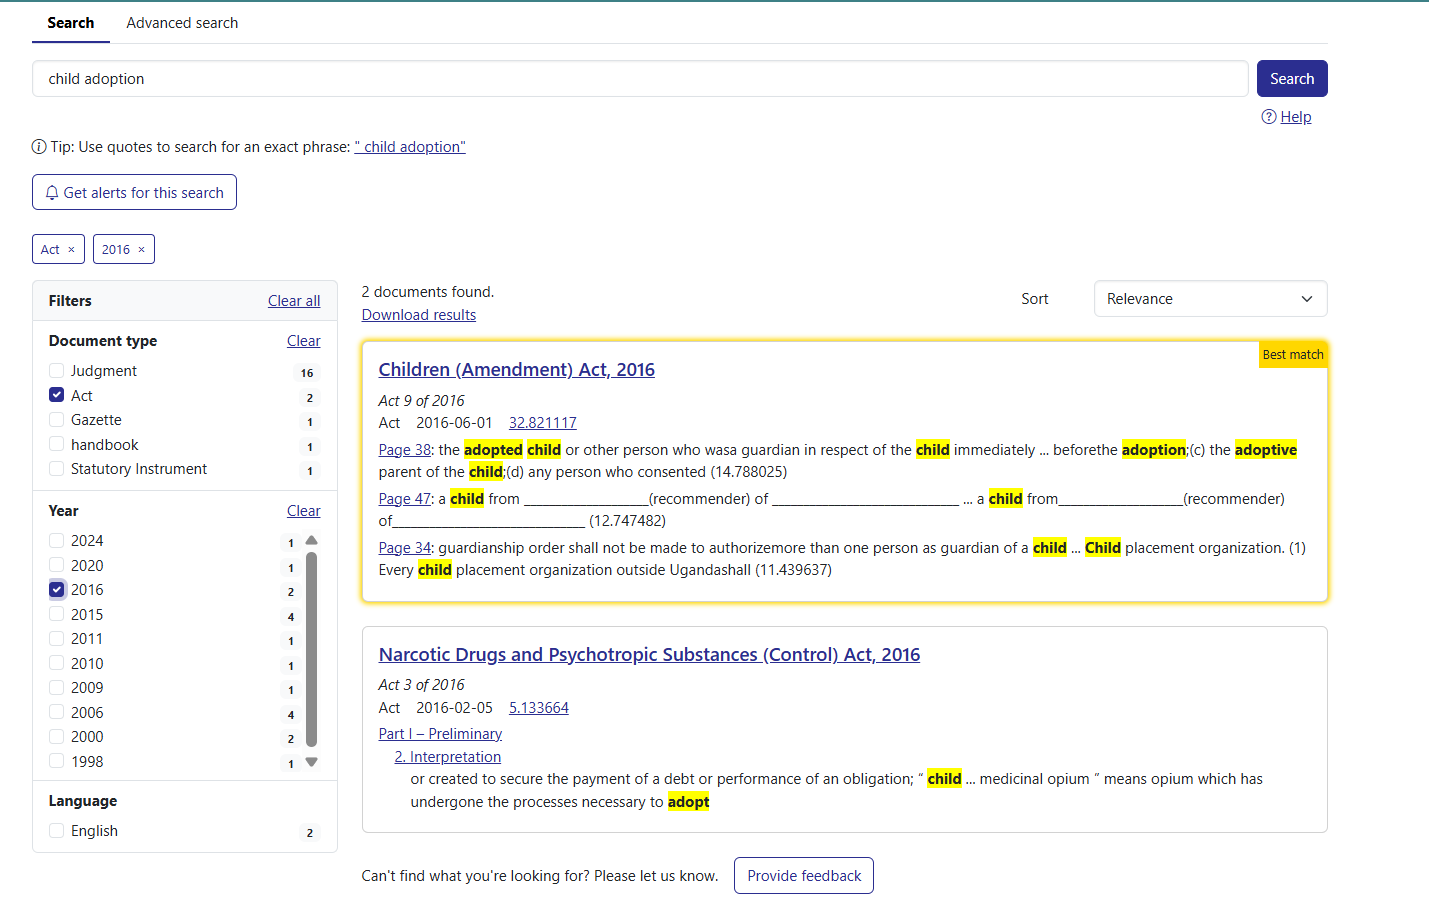 Search Advanced search
child adoption Search
Help
Tip: Use quotes to search for an exact phrase: " child adoption"
Get alerts for this search
Act × 2016 ×
Filters Clear all
Document type Clear
Judgment 16
Act 2
Gazette 1
handbook 1
Statutory Instrument 1
Year Clear
2024 1
2020 1
2016 2
2015 4
2011 1
2010 1
2009 1
2006 4
2000 2
1998 1
Language
English 2
2 documents found.
Download results
Sort Relevance
Best match
Children (Amendment) Act, 2016
Act 9 of 2016
Act 2016-06-01 32.821117
Page 38: the adopted child or other person who wasa guardian in respect of the child immediately ... beforethe adoption;(c) the adoptive
parent of the child;(d) any person who consented (14.788025)
Page 47: a child from __________________(recommender) of ___________________________ ... a child from__________________(recommender)
of____________________________ (12.747482)
Page 34: guardianship order shall not be made to authorizemore than one person as guardian of a child ... Child placement organization. (1)
Every child placement organization outside Ugandashall (11.439637)
Narcotic Drugs and Psychotropic Substances (Control) Act, 2016
Act 3 of 2016
Act 2016-02-05 5.133664
Part I – Preliminary
2. Interpretation
or created to secure the payment of a debt or performance of an obligation; “ child ... medicinal opium ” means opium which has
undergone the processes necessary to adopt
Can't find what you're looking for? Please let us know. Provide feedback